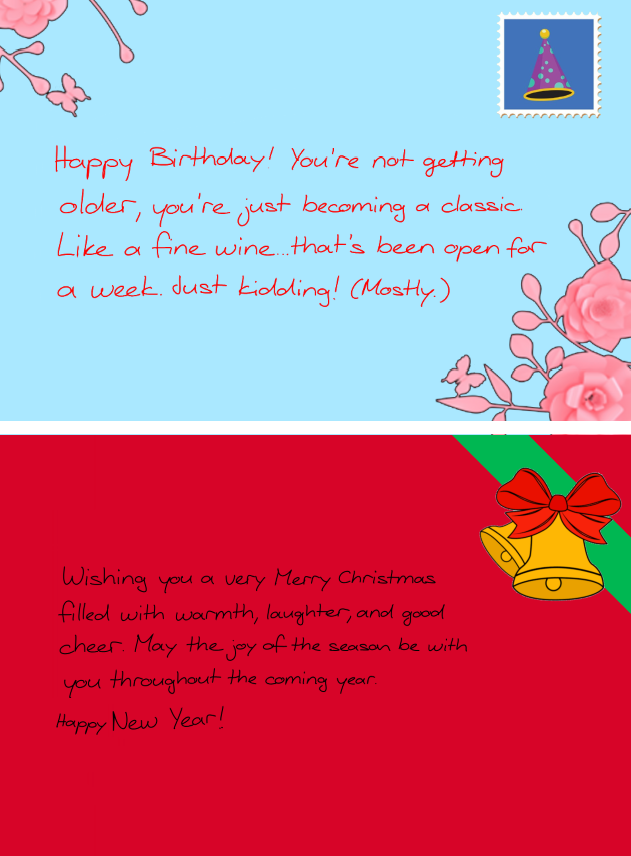 Happy Birthday! You're not getting
older, you're just becoming a classic.
Like a fine wine...that's been open for
a week. Just kidding! (Mostly.)
Wishing you a very Merry Christmas
filled with warmth, laughter, and good
cheer. May the joy of the season be with
you throughout the coming year.
Happy New Year!